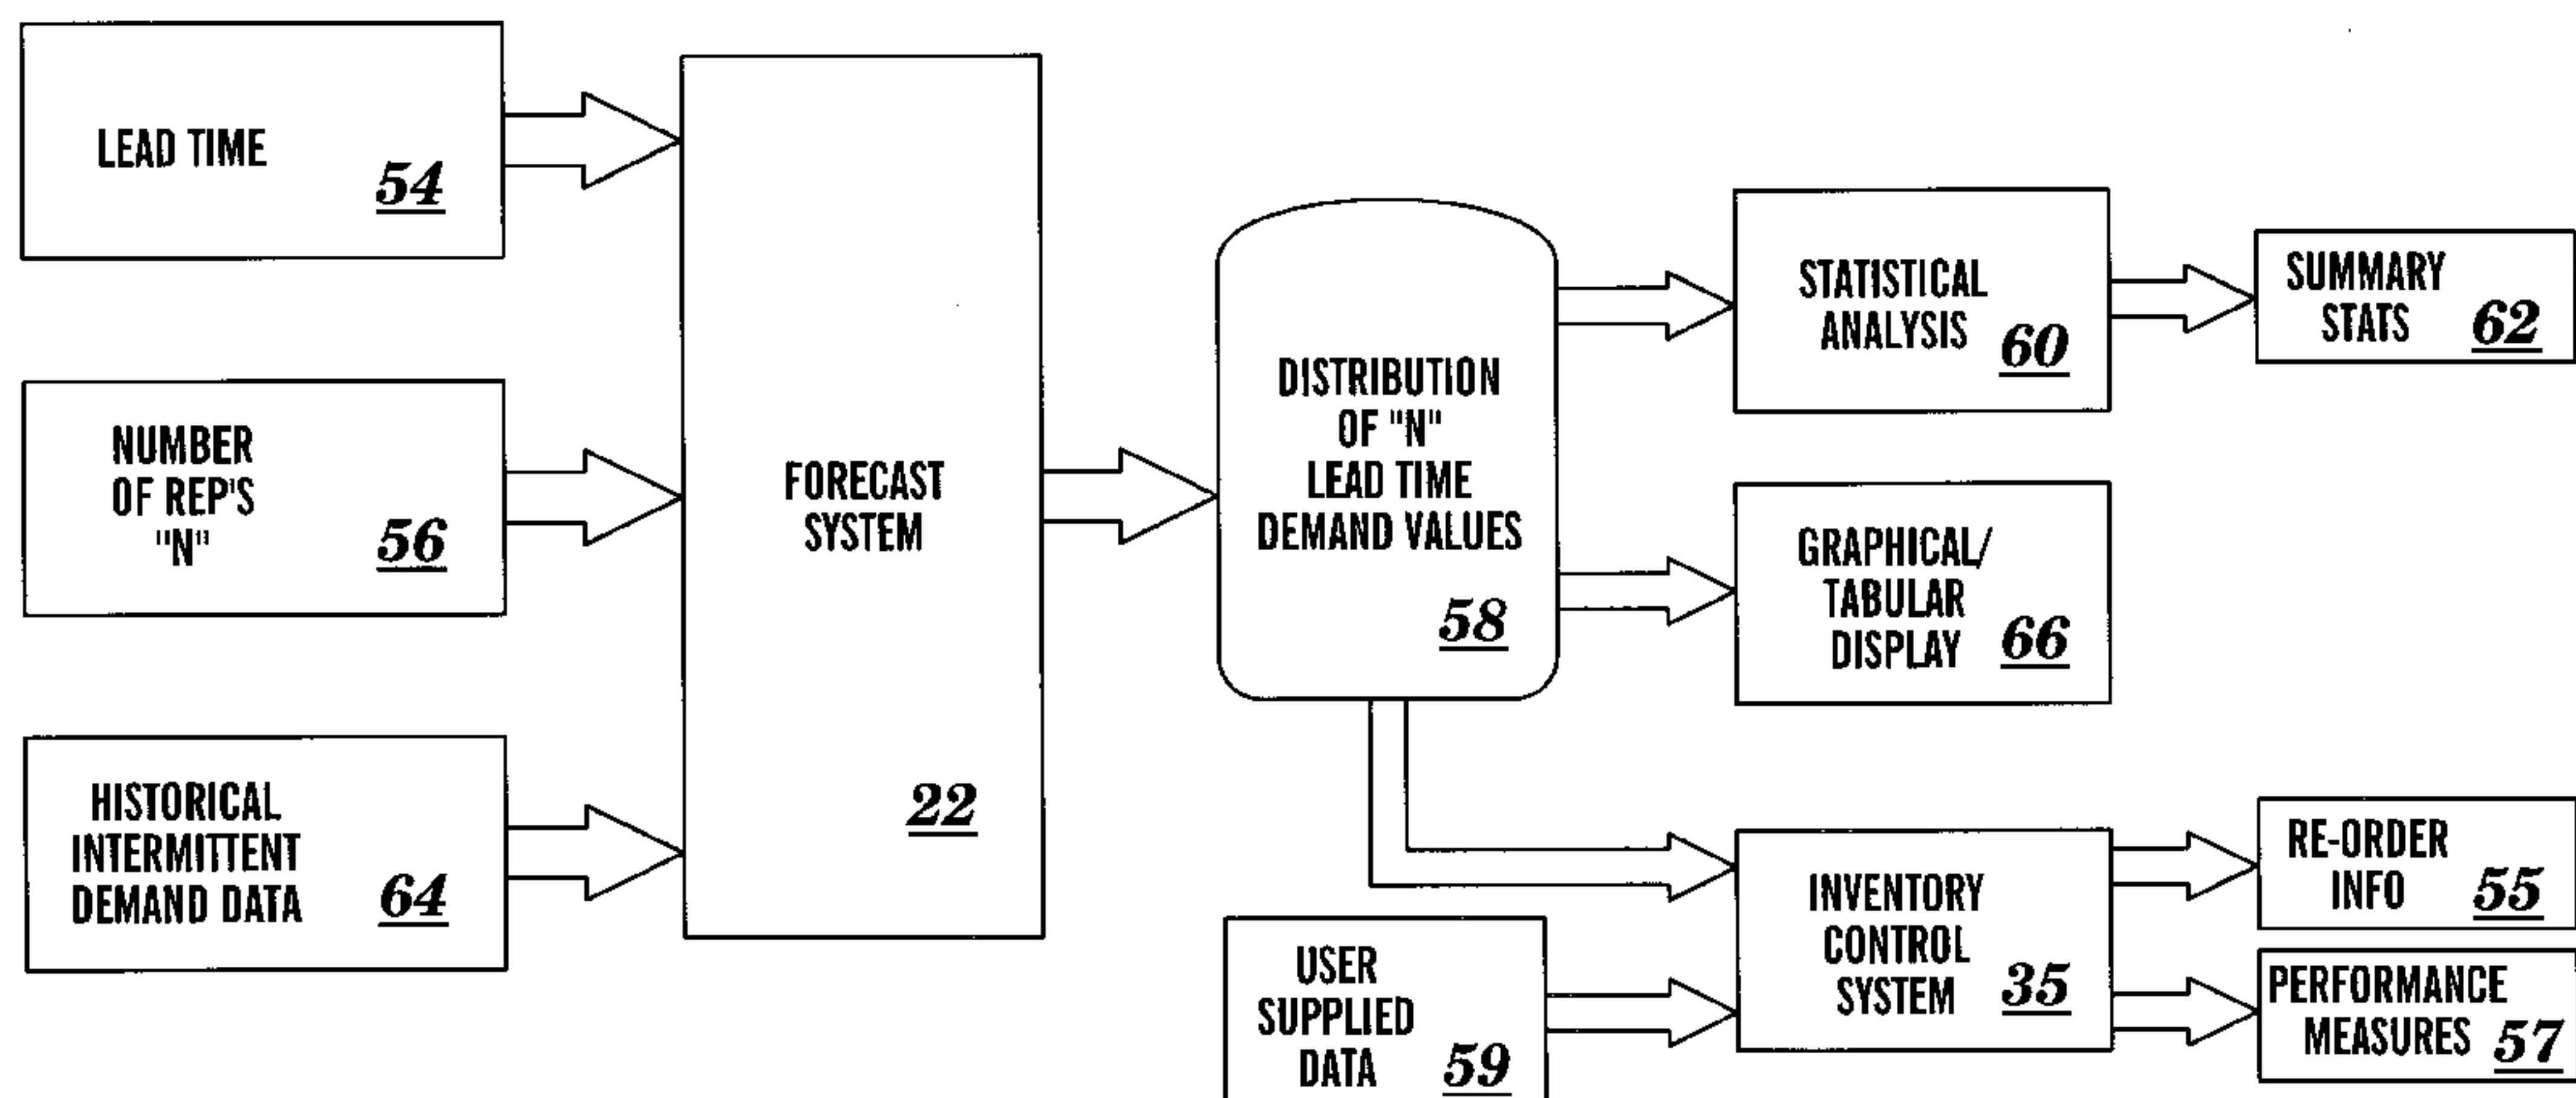 LEAD TIME
54
NUMBER
OF REP'S
"N"
56
HISTORICAL
INTERMITTENT
DEMAND DATA
64
FORECAST
SYSTEM
22
DISTRIBUTION
OF "N"
LEAD TIME
DEMAND VALUES
58
STATISTICAL
ANALYSIS
60
SUMMARY
STATS
62
GRAPHICAL/
TABULAR
DISPLAY
66
USER
SUPPLIED
DATA
59
INVENTORY
CONTROL
SYSTEM
35
RE-ORDER
INFO
55
PERFORMANCE
MEASURES
57